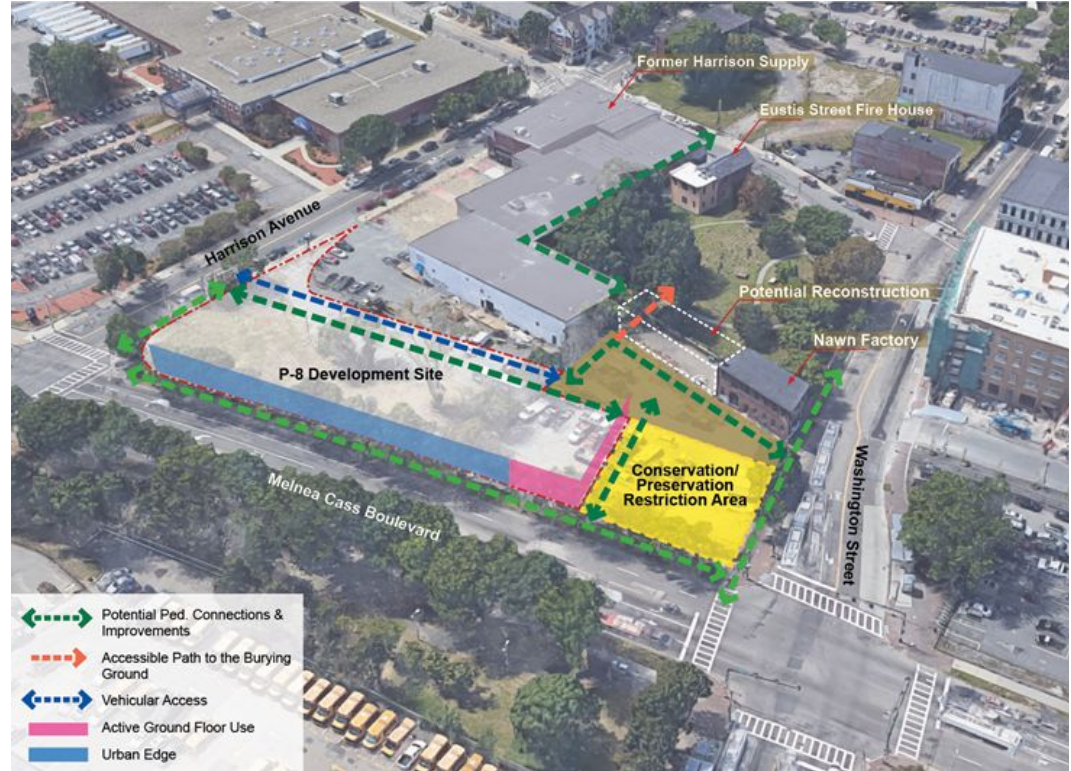 Former Harrison Supply
Eustis Street Fire House
Harrison Avenue
Potential Reconstruction
Nawn Factory
P-8 Development Site
Conservation/
Preservation
Restriction Area
Melnea Cass Boulevard
Washington Street
Potential Ped. Connections &
Improvements
Accessible Path to the Burying
Ground
Vehicular Access
Active Ground Floor Use
Urban Edge